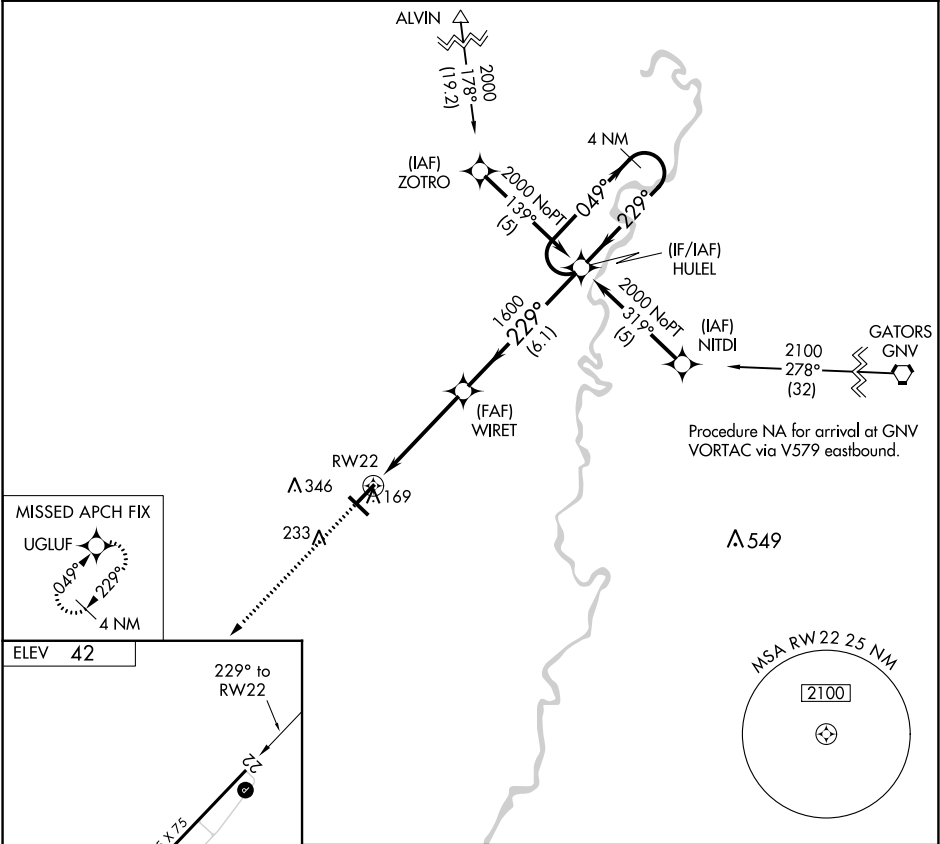 ALVIN
2000
178°
(19.2)
(IAF)
ZOTRO
2000 NoPT
139°
(5)
4 NM
049°
229°
(IF/IAF)
HULEL
2000 NoPT
319°
(5)
(IAF)
NITDI
2100
278°
(32)
GATORS
GNV
1600
229°
(6.1)
(FAF)
WIRET
Procedure NA for arrival at GNV
VORTAC via V579 eastbound.
RW22
346
169
233
549
MISSED APCH FIX
UGLUF
049°
229°
4 NM
ELEV 42
229° to
RW22
22
P
X 75
MSA RW 22 25 NM
2100